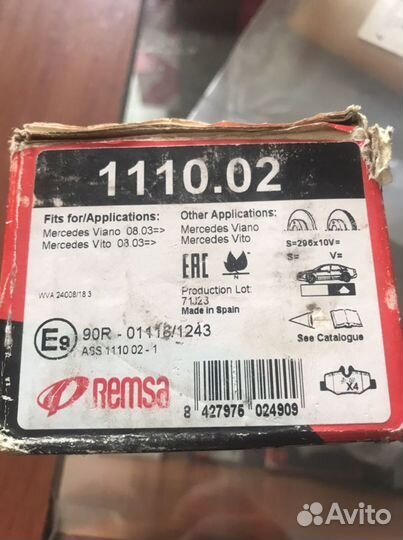 1110.02
Fits for/Applications:
Mercedes Viano 08.03=>
Mercedes Vito 08.03=>
Other Applications:
Mercedes Viano
Mercedes Vito
S=296x10V=
S= V=
WVA 24008/18.3
EAC
N
Production Lot:
71J23
Made in Spain
See Catalogue
E9
90R - 01118/1243
ASS 1110 02 - 1
Remsa
8 427975 024909
X4
Avito